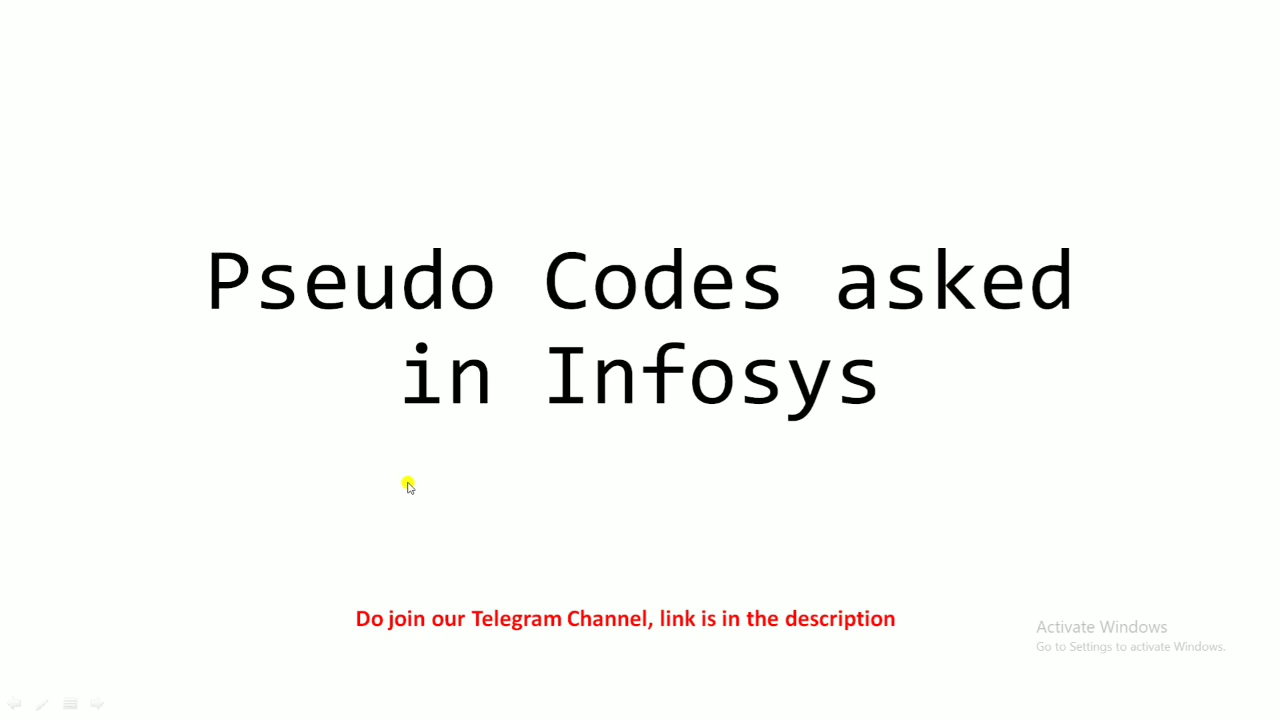 Pseudo Codes asked
in Infosys
Do join our Telegram Channel, link is in the description
Activate Windows
Go to Settings to activate Windows.